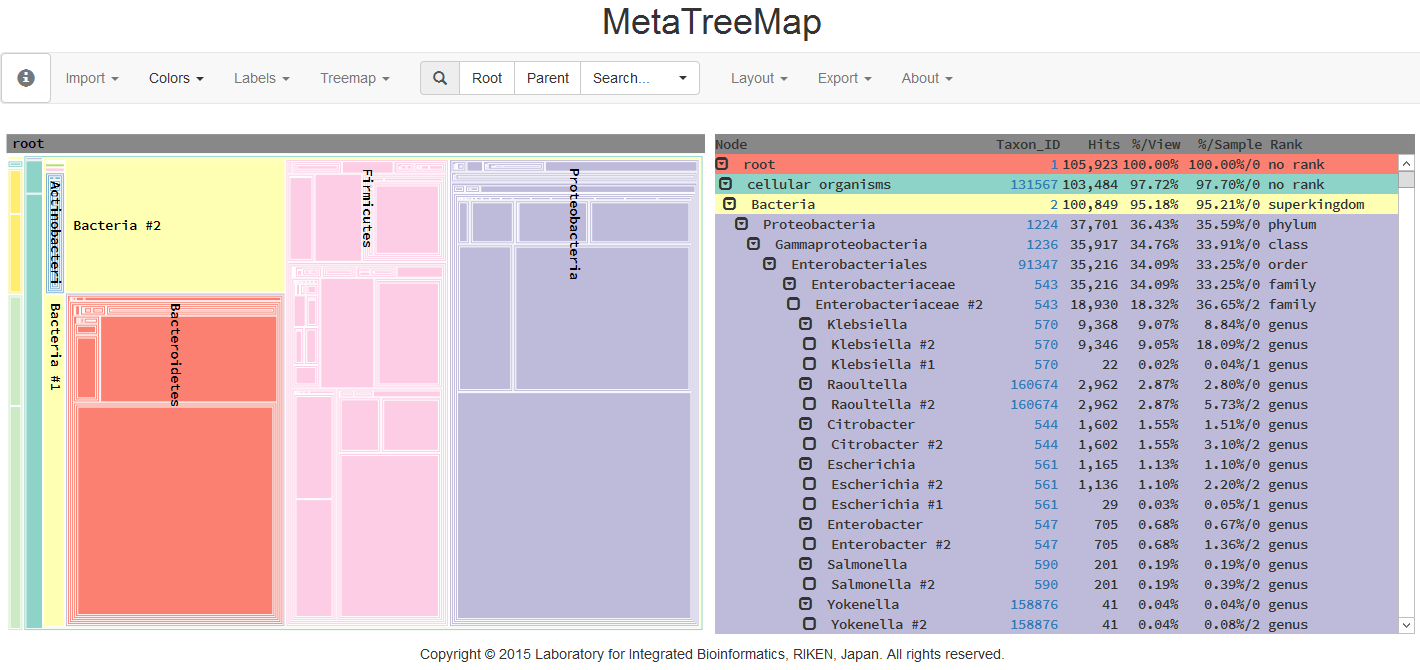 MetaTreeMap
Import Colors Labels Treemap Root Parent Search... Layout Export About
root
Actinobacteri
Bacteria #2
Bacteria #1
Bacteroidetes
Firmicutes
Proteobacteria
Node Taxon_ID Hits %/View %/Sample Rank
root 1 105,923 100.00% 100.00%/0 no rank
cellular organisms 131567 103,484 97.72% 97.70%/0 no rank
Bacteria 2 100,849 95.18% 95.21%/0 superkingdom
Proteobacteria 1224 37,701 36.43% 35.59%/0 phylum
Gammaproteobacteria 1236 35,917 34.76% 33.91%/0 class
Enterobacteriales 91347 35,216 34.09% 33.25%/0 order
Enterobacteriaceae 543 35,216 34.09% 33.25%/0 family
Enterobacteriaceae #2 543 18,930 18.32% 36.65%/2 family
Klebsiella 570 9,368 9.07% 8.84%/0 genus
Klebsiella #2 570 9,346 9.05% 18.09%/2 genus
Klebsiella #1 570 22 0.02% 0.04%/1 genus
Raoultella 160674 2,962 2.87% 2.80%/0 genus
Raoultella #2 160674 2,962 2.87% 5.73%/2 genus
Citrobacter 544 1,602 1.55% 1.51%/0 genus
Citrobacter #2 544 1,602 1.55% 3.10%/2 genus
Escherichia 561 1,165 1.13% 1.10%/0 genus
Escherichia #2 561 1,136 1.10% 2.20%/2 genus
Escherichia #1 561 29 0.03% 0.05%/1 genus
Enterobacter 547 705 0.68% 0.67%/0 genus
Enterobacter #2 547 705 0.68% 1.36%/2 genus
Salmonella 590 201 0.19% 0.19%/0 genus
Salmonella #2 590 201 0.19% 0.39%/2 genus
Yokenella 158876 41 0.04% 0.04%/0 genus
Yokenella #2 158876 41 0.04% 0.08%/2 genus
Copyright © 2015 Laboratory for Integrated Bioinformatics, RIKEN, Japan. All rights reserved.